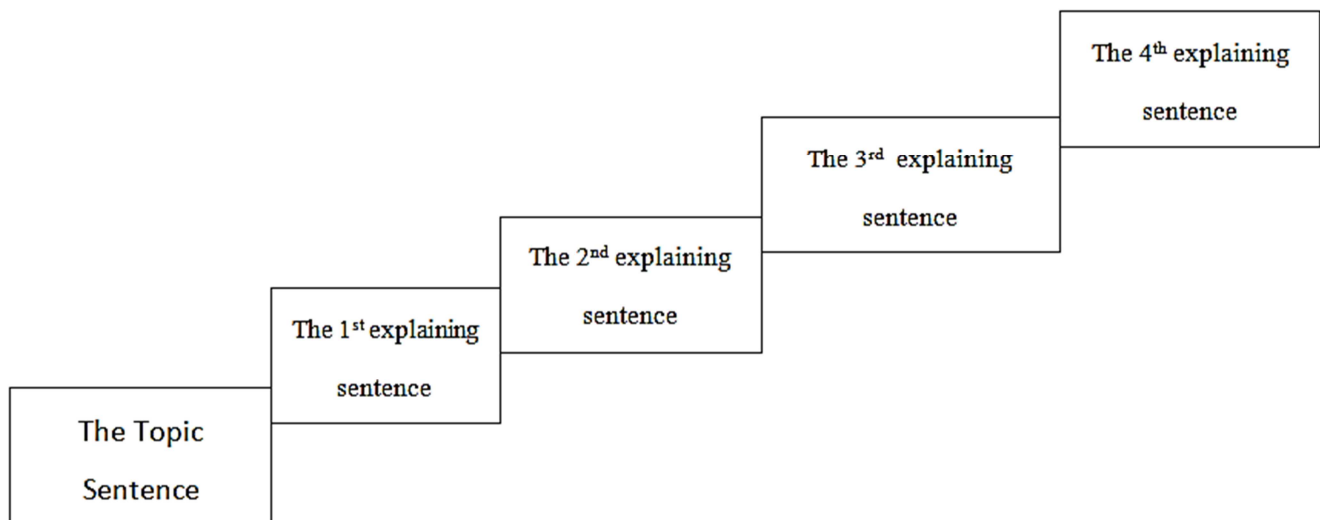 The Topic
Sentence
The 1st explaining
sentence
The 2nd explaining
sentence
The 3rd explaining
sentence
The 4th explaining
sentence